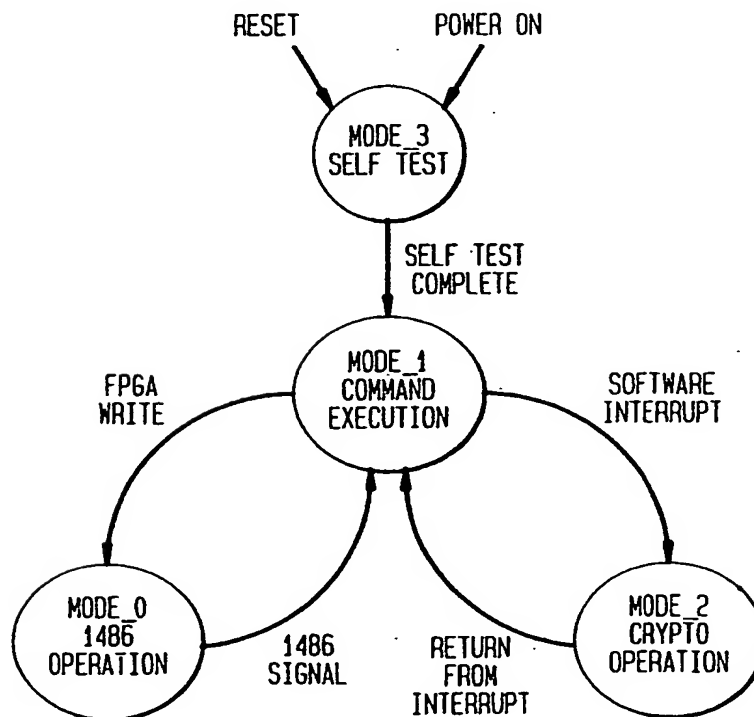 RESET
POWER ON
MODE_3
SELF TEST
SELF TEST
COMPLETE
MODE_1
COMMAND
EXECUTION
FPGA
WRITE
SOFTWARE
INTERRUPT
MODE_0
1486
OPERATION
1486
SIGNAL
RETURN
FROM
INTERRUPT
MODE_2
CRYPTO
OPERATION